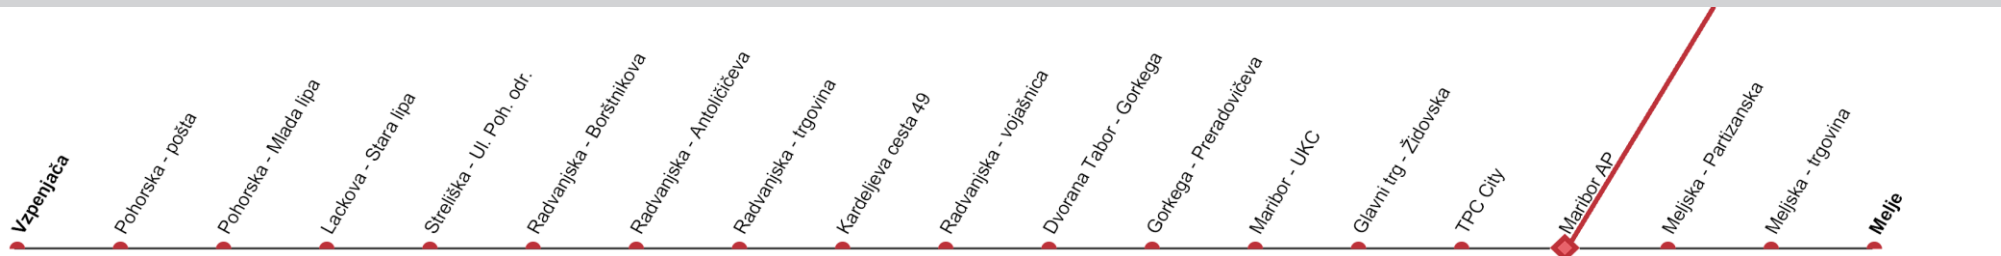 Vzpenjača
Pohorska - pošta
Pohorska - Mlada lipa
Lackova - Stara lipa
Streliška - Ul. Poh. odr.
Radvanjska - Borštnikova
Radvanjska - Antoličičeva
Radvanjska - trgovina
Kardeljeva cesta 49
Radvanjska - vojašnica
Dvorana Tabor - Gorkega
Gorkega - Preradovičeva
Maribor - UKC
Glavni trg - Židovska
TPC City
Maribor AP
Meljska - Partizanska
Meljska - trgovina
Melje